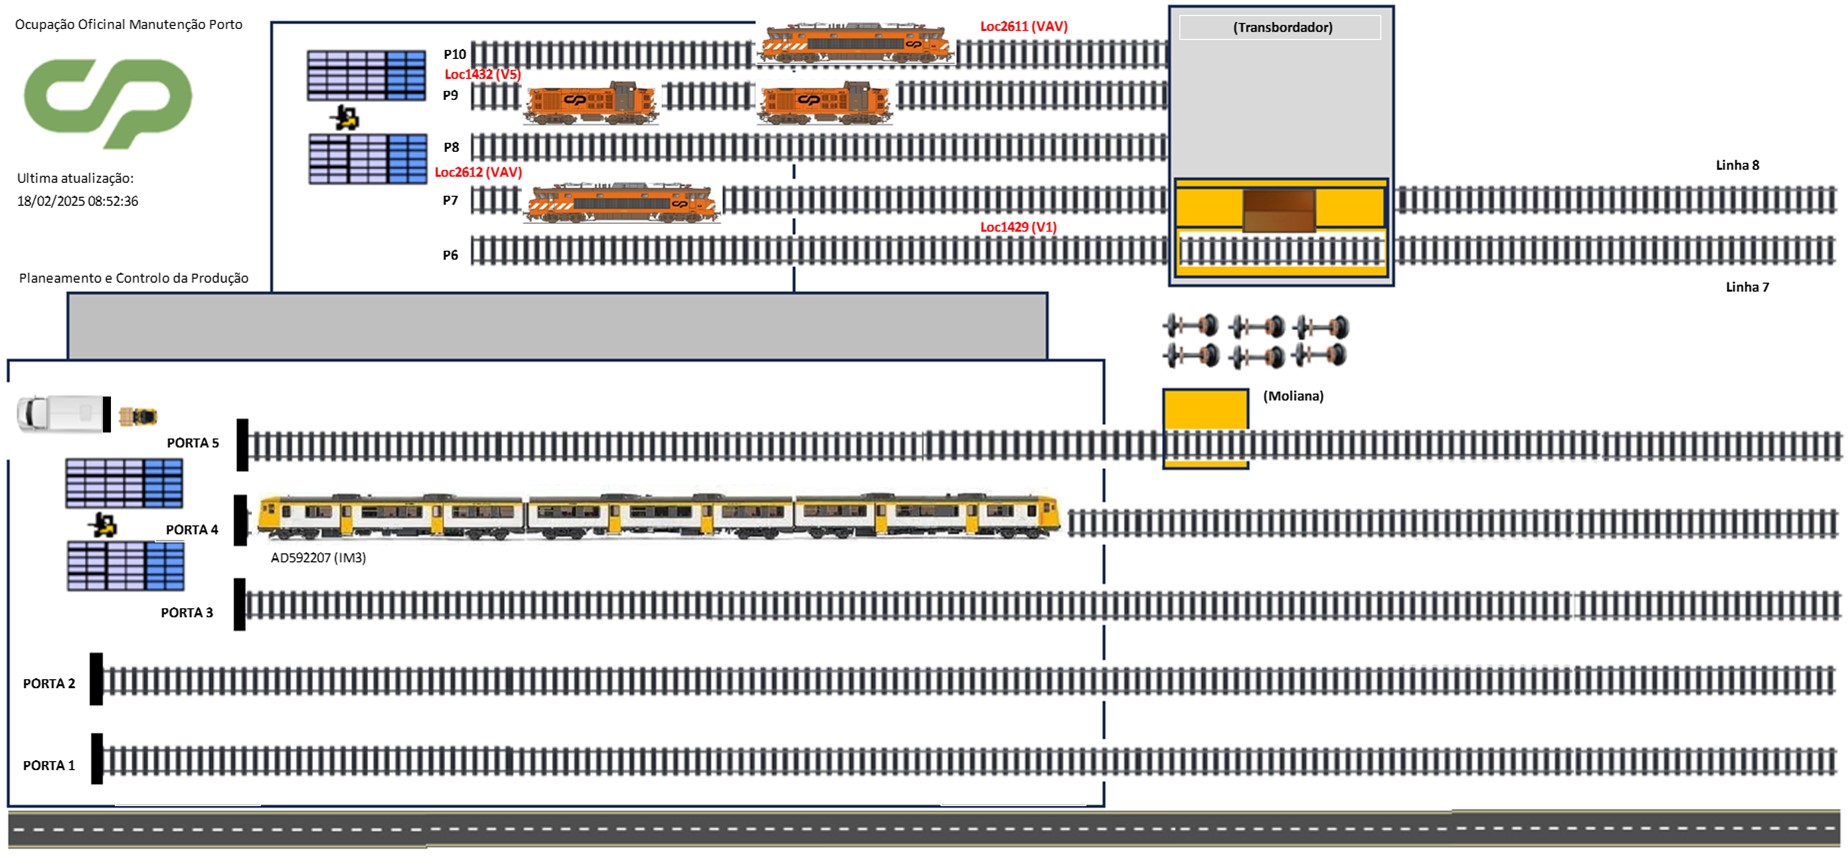 Ocupação Oficinal Manutenção Porto
Loc2611 (VAV)
(Transbordador)
P10
Loc1432 (V5)
P9
P8
Loc2612 (VAV)
Linha 8
Ultima atualização:
18/02/2025 08:52:36
P7
Loc1429 (V1)
P6
Planeamento e Controlo da Produção
Linha 7
(Moliana)
PORTA 5
PORTA 4
AD592207 (IM3)
PORTA 3
PORTA 2
PORTA 1